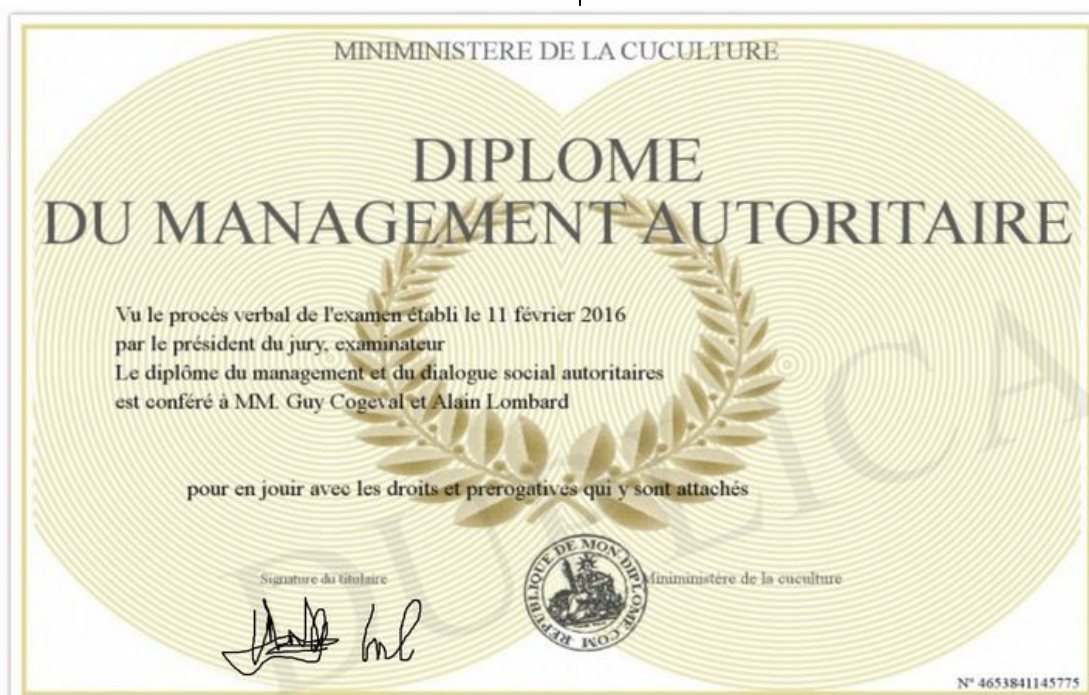 MINIMINISTERE DE LA CUCULTURE
DIPLOME
DU MANAGEMENT AUTORITAIRE
Vu le procès verbal de l'examen établi le 11 février 2016
par le président du jury, examinateur
Le diplôme du management et du dialogue social autoritaires
est conféré à MM. Guy Cogeval et Alain Lombard
pour en jouir avec les droits et prerogatives qui y sont attachés
Signature du titulaire
Miniministère de la cuculture
REPUBLIQUE DE MON-DIPLOME.COM
N° 4653841145775